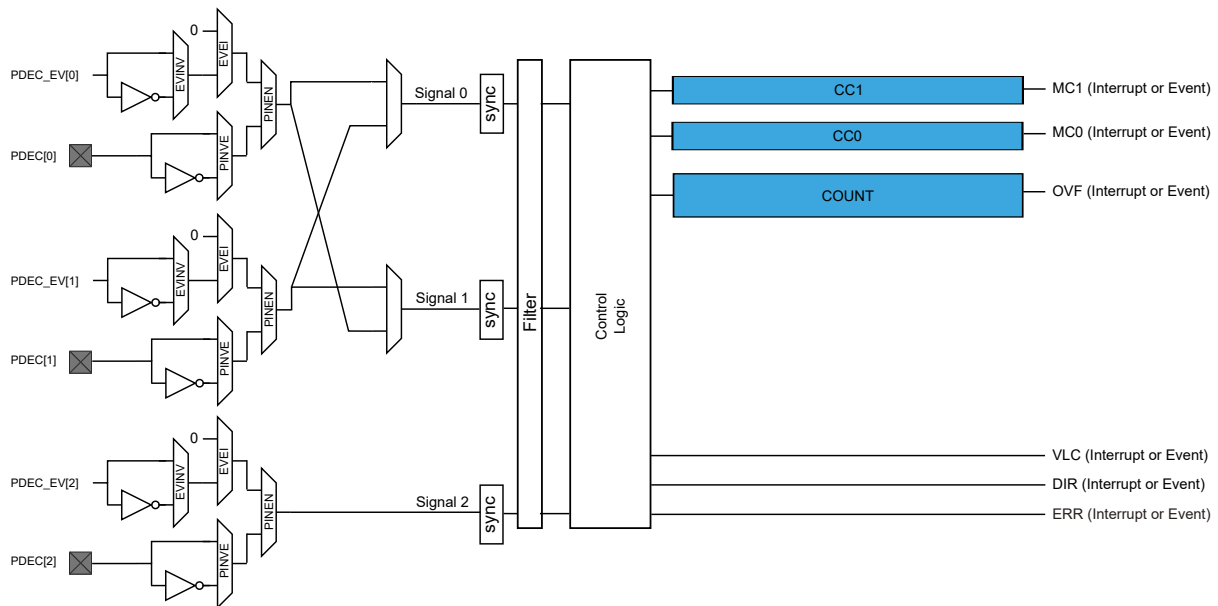 0
PDEC_EV[0]
EVINV
EVEI
PINEN
PDEC[0]
PINVE
Signal 0
sync
0
PDEC_EV[1]
EVINV
EVEI
PINEN
PDEC[1]
PINVE
Signal 1
sync
0
PDEC_EV[2]
EVINV
EVEI
PINEN
PDEC[2]
PINVE
Signal 2
sync
Filter
Control
Logic
CC1
MC1 (Interrupt or Event)
CC0
MC0 (Interrupt or Event)
COUNT
OVF (Interrupt or Event)
VLC (Interrupt or Event)
DIR (Interrupt or Event)
ERR (Interrupt or Event)